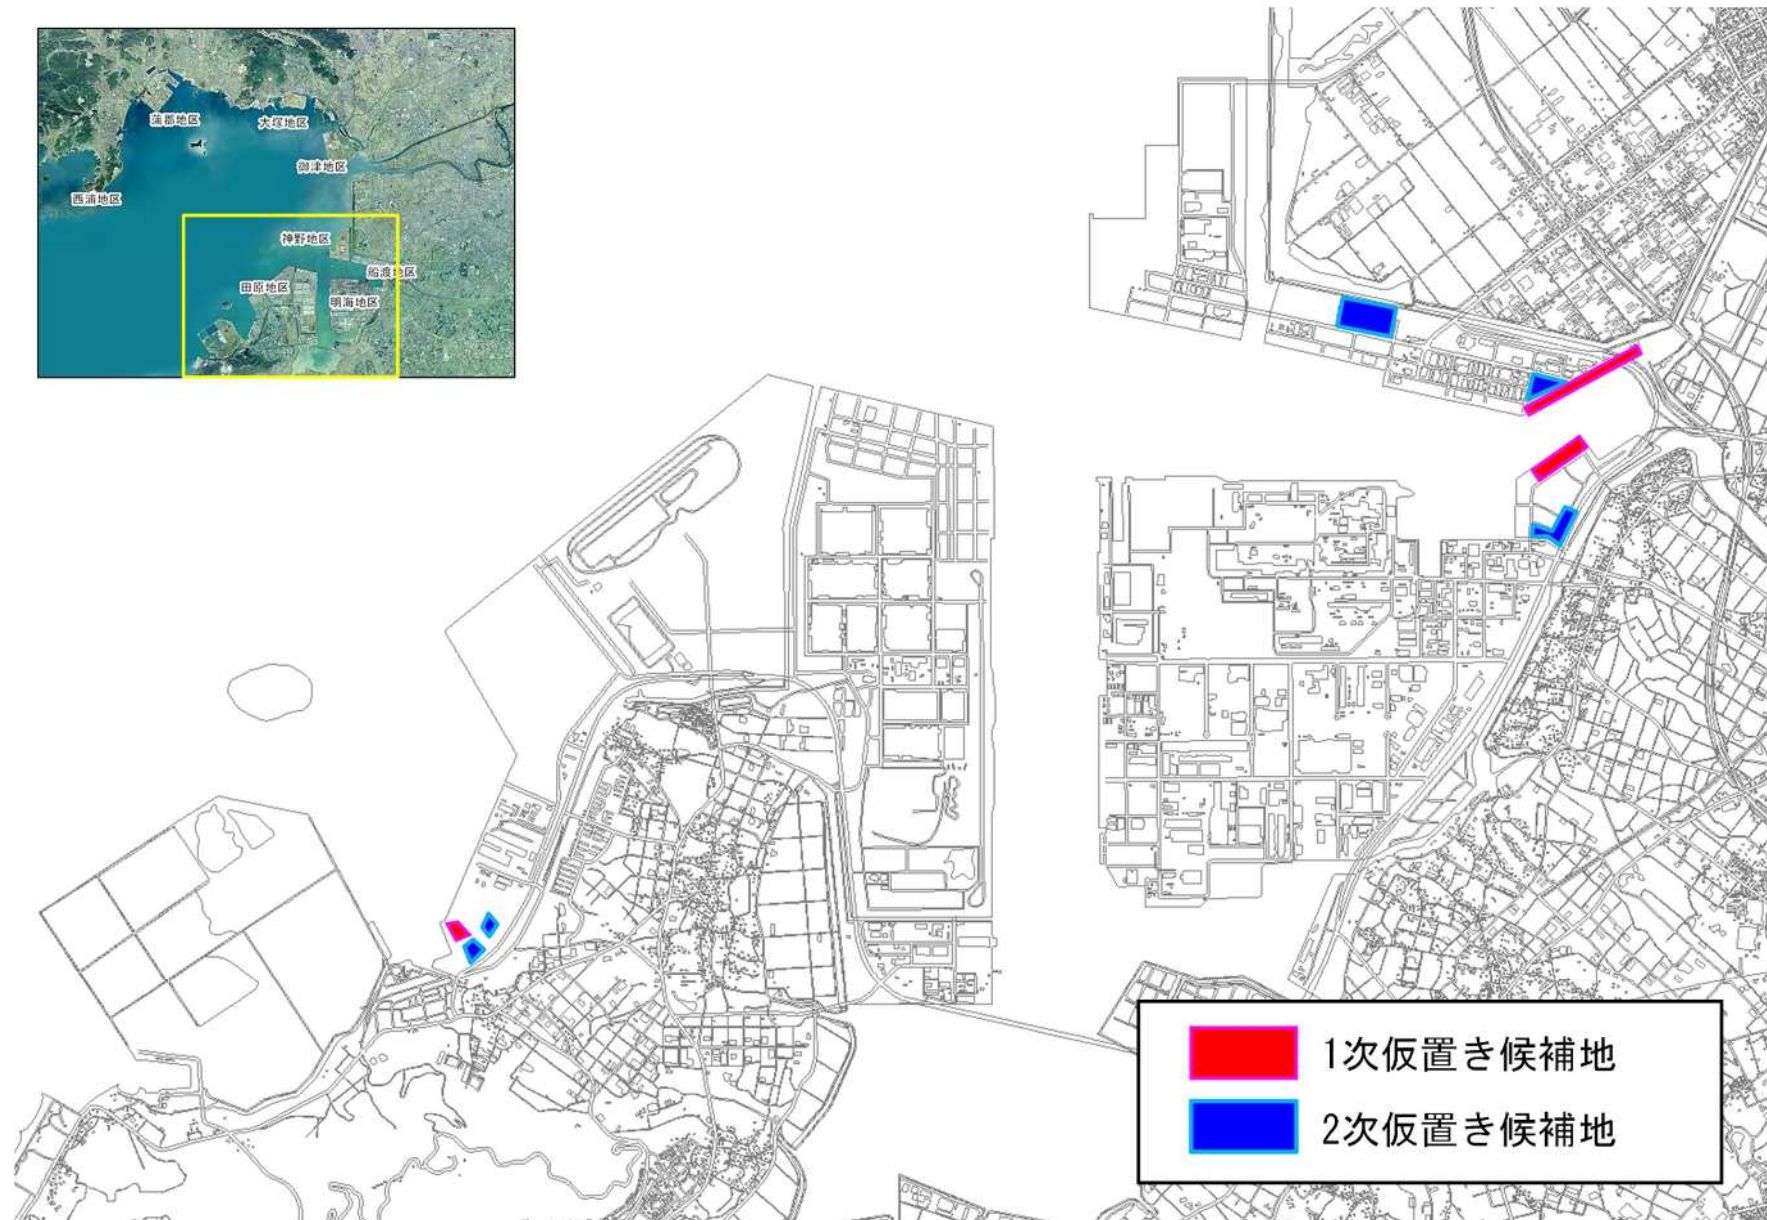 蒲郡地区
大塚地区
御津地区
西浦地区
神野地区
船渡地区
田原地区
明海地区
1次仮置き候補地
2次仮置き候補地